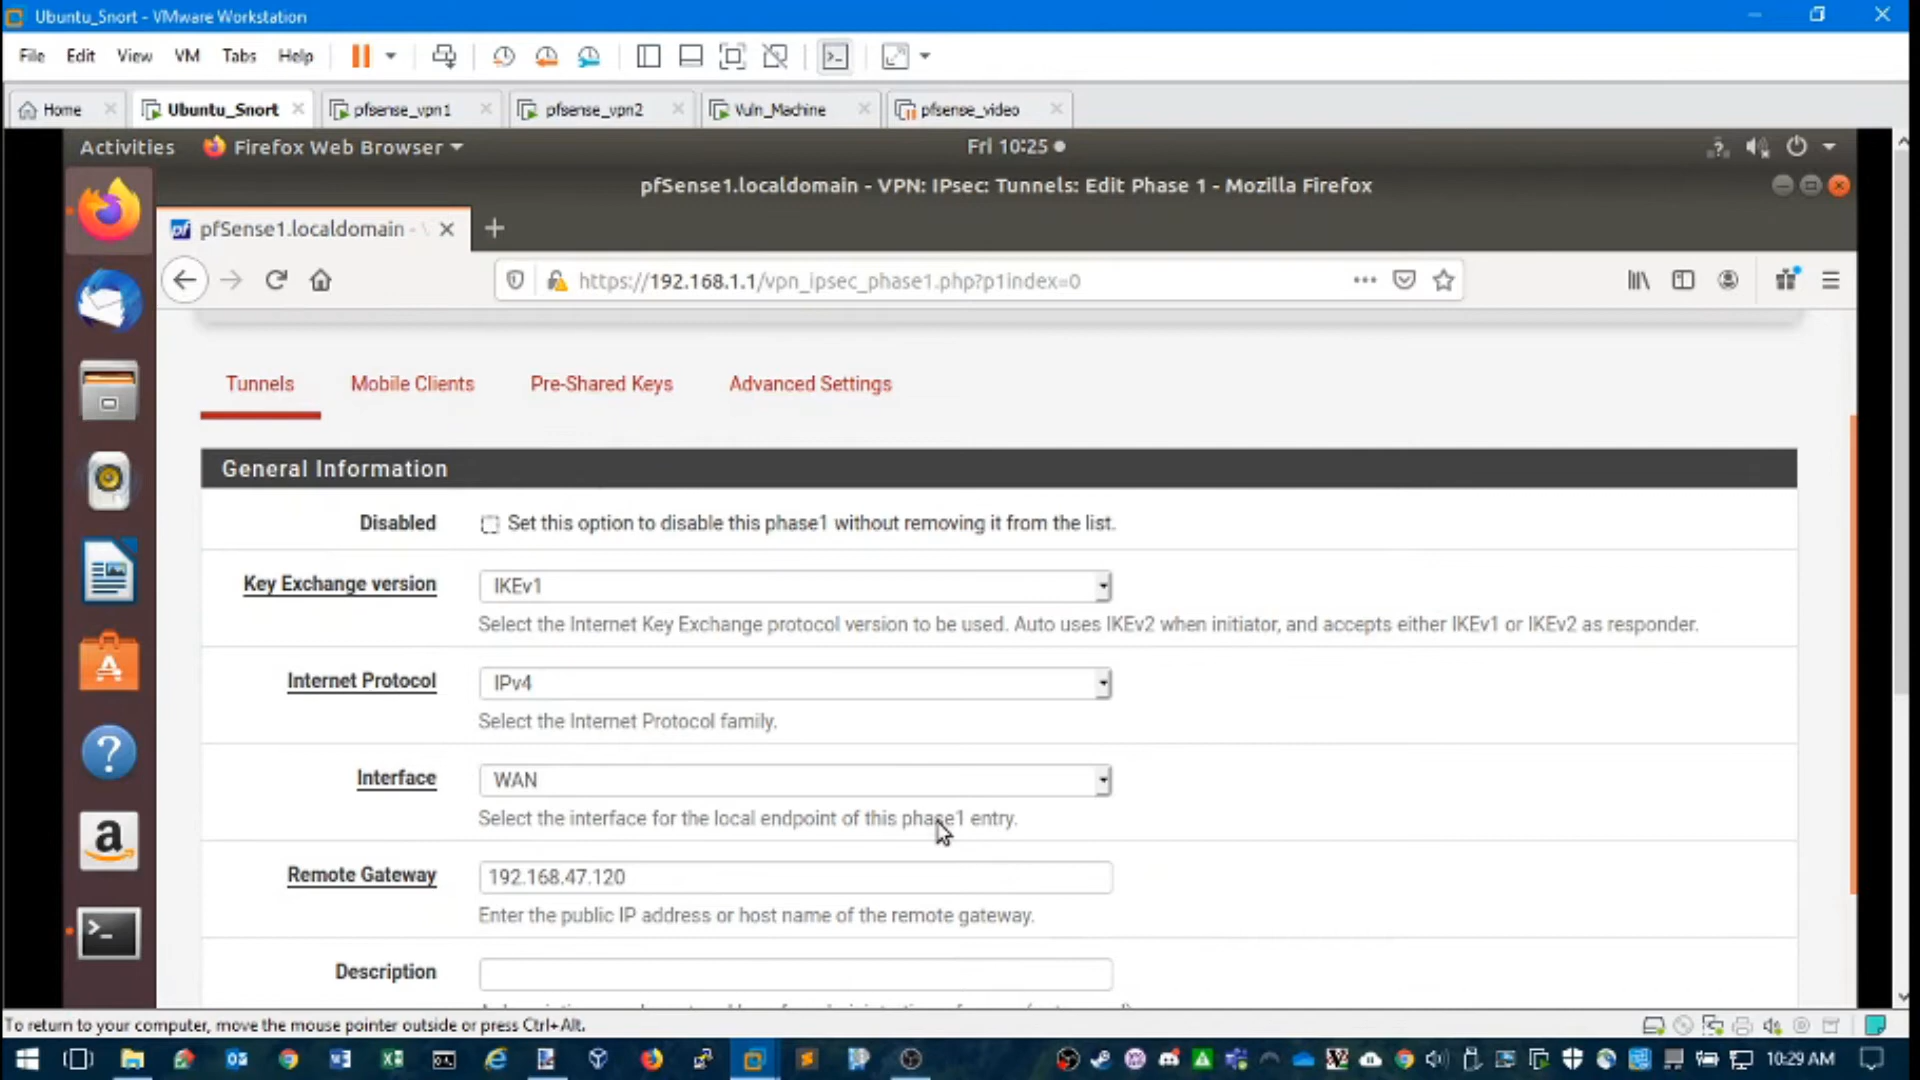 Ubuntu_Snort - VMware Workstation
File Edit View VM Tabs Help
Home Ubuntu_Snort pfsense_vpn1 pfsense_vpn2 Vuln_Machine pfsense_video
Activities Firefox Web Browser Fri 10:25
pfSense1.localdomain - VPN: IPsec: Tunnels: Edit Phase 1 - Mozilla Firefox
pfSense1.localdomain -
https://192.168.1.1/vpn_ipsec_phase1.php?p1index=0
Tunnels Mobile Clients Pre-Shared Keys Advanced Settings
General Information
Disabled Set this option to disable this phase1 without removing it from the list.
Key Exchange version IKEv1
Select the Internet Key Exchange protocol version to be used. Auto uses IKEv2 when initiator, and accepts either IKEv1 or IKEv2 as responder.
Internet Protocol IPv4
Select the Internet Protocol family.
Interface WAN
Select the interface for the local endpoint of this phase1 entry.
Remote Gateway 192.168.47.120
Enter the public IP address or host name of the remote gateway.
Description
To return to your computer, move the mouse pointer outside or press Ctrl+Alt.
10:29 AM